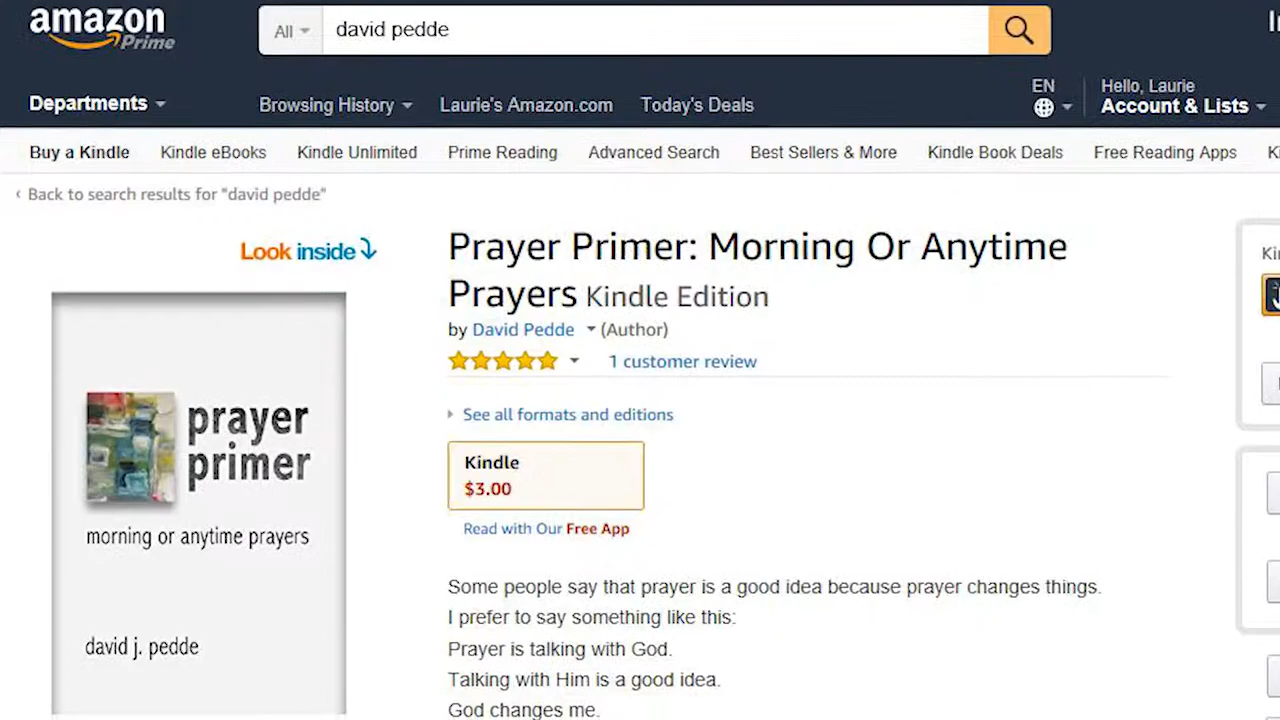 amazon
Prime
All
david pedde
EN
Hello, Laurie
Departments
Browsing History
Laurie's Amazon.com
Today's Deals
Account & Lists
Buy a Kindle
Kindle eBooks
Kindle Unlimited
Prime Reading
Advanced Search
Best Sellers & More
Kindle Book Deals
Free Reading Apps
‹ Back to search results for "david pedde"
Look inside
Prayer Primer: Morning Or Anytime
Prayers Kindle Edition
by David Pedde (Author)
1 customer review
See all formats and editions
Kindle
$3.00
Read with Our Free App
Some people say that prayer is a good idea because prayer changes things.
I prefer to say something like this:
Prayer is talking with God.
Talking with Him is a good idea.
God changes me.
prayer
primer
morning or anytime prayers
david j. pedde